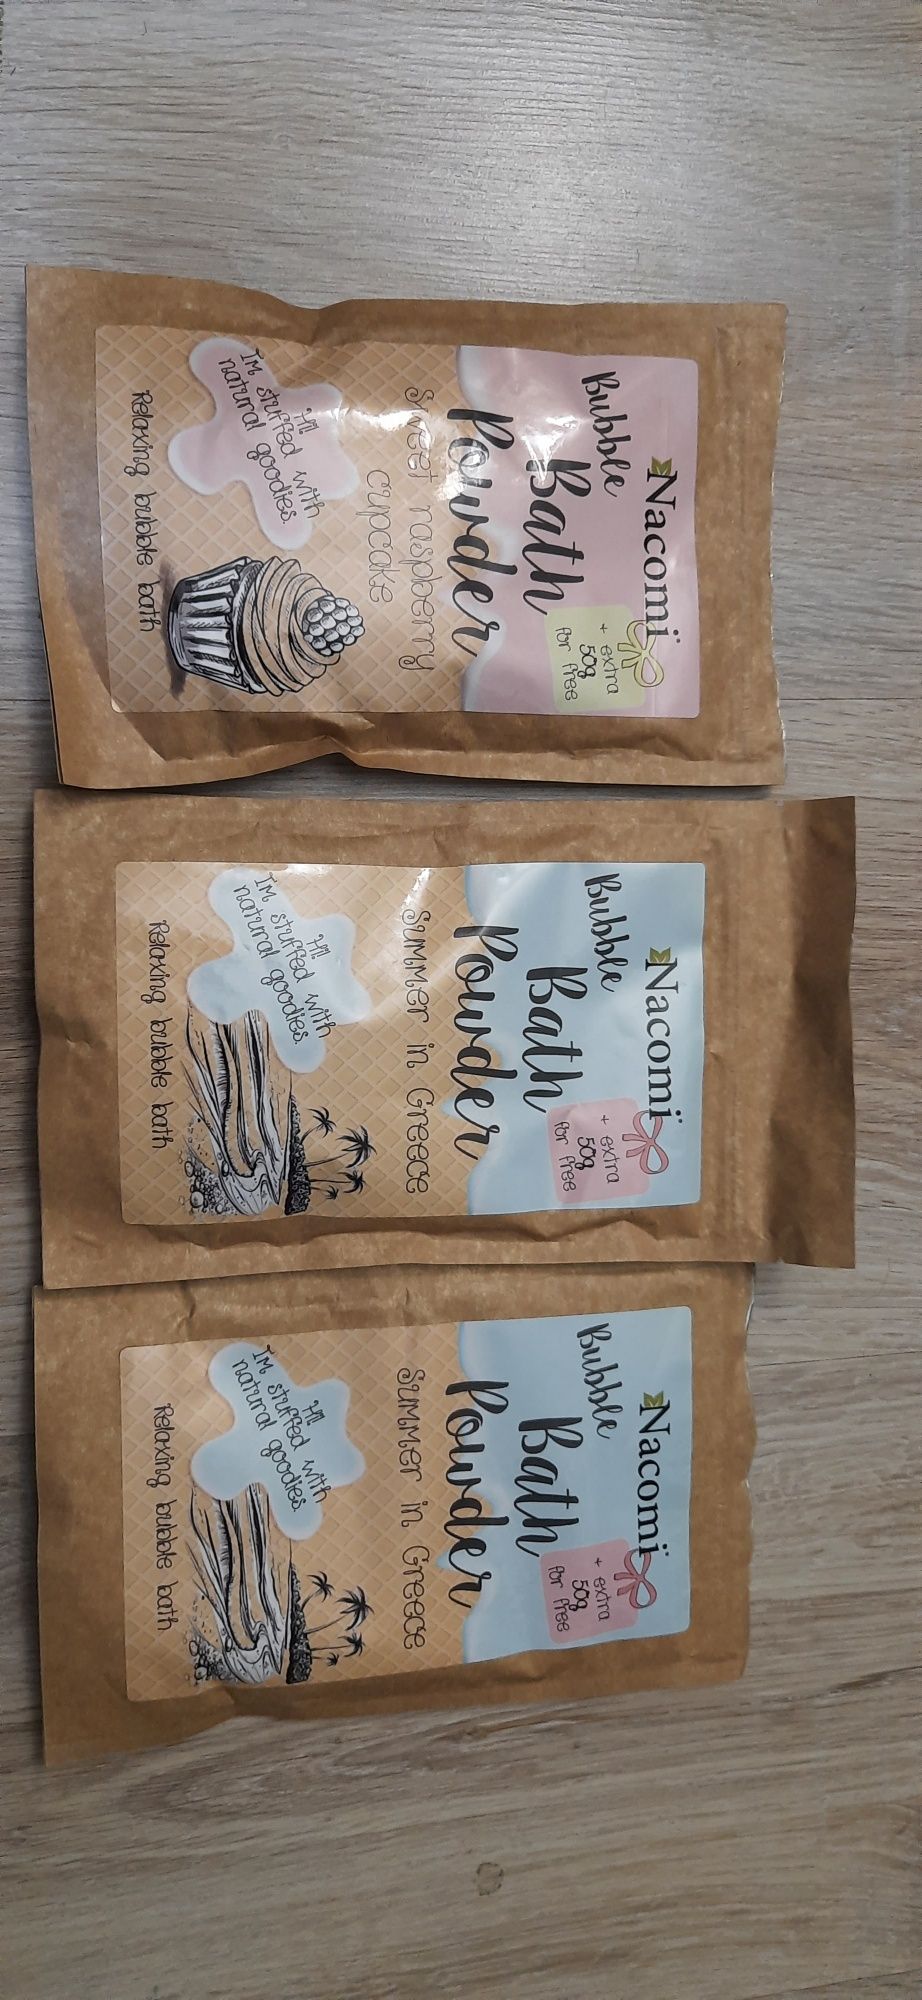 Nacomi
Bubble
Bath
Powder
+ extra
50g
for free
Sweet raspberry
cupcake
Hi!
I'm stuffed with
natural goodies.
Relaxing bubble bath
Nacomi
Bubble
Bath
Powder
+ extra
50g
for free
Summer in Greece
Hi!
I'm stuffed with
natural goodies.
Relaxing bubble bath
Nacomi
Bubble
Bath
Powder
+ extra
50g
for free
Summer in Greece
Hi!
I'm stuffed with
natural goodies.
Relaxing bubble bath